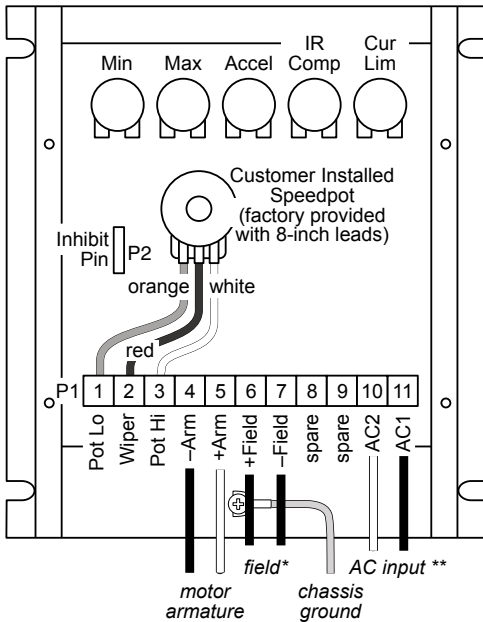 Min Max Accel IR Comp Cur Lim
Customer Installed
Speedpot
(factory provided
with 8-inch leads)
Inhibit
Pin
P2
orange white
red
P1 1 2 3 4 5 6 7 8 9 10 11
Pot Lo
Wiper
Pot Hi
–Arm
+Arm
+Field
–Field
spare
spare
AC2
AC1
field*
AC input **
motor
armature
chassis
ground